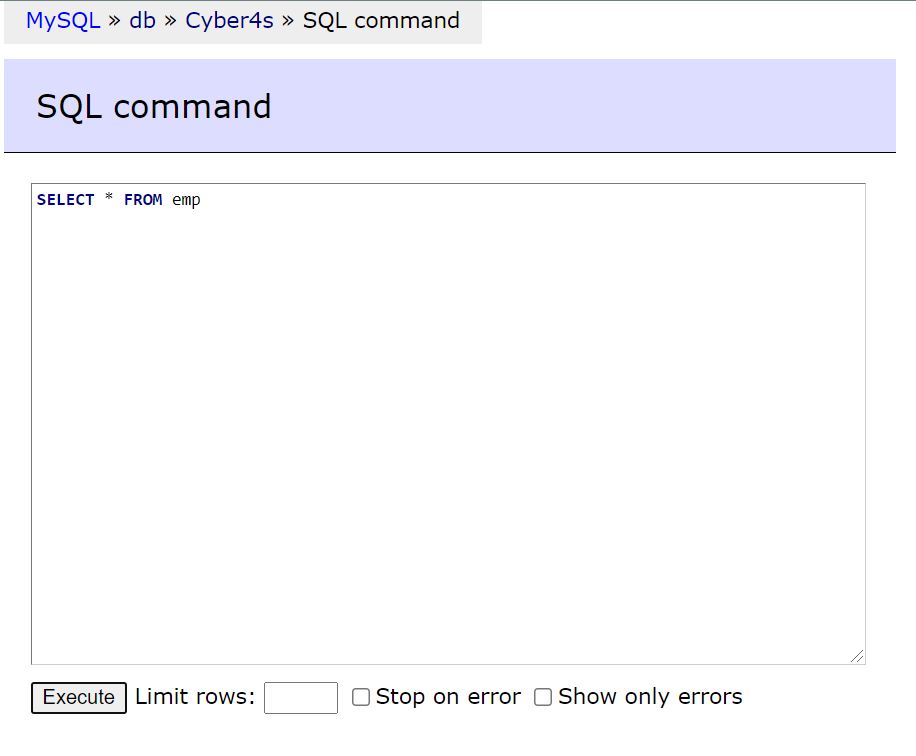 MySQL » db » Cyber4s » SQL command
SQL command
SELECT * FROM emp
Execute Limit rows: Stop on error Show only errors